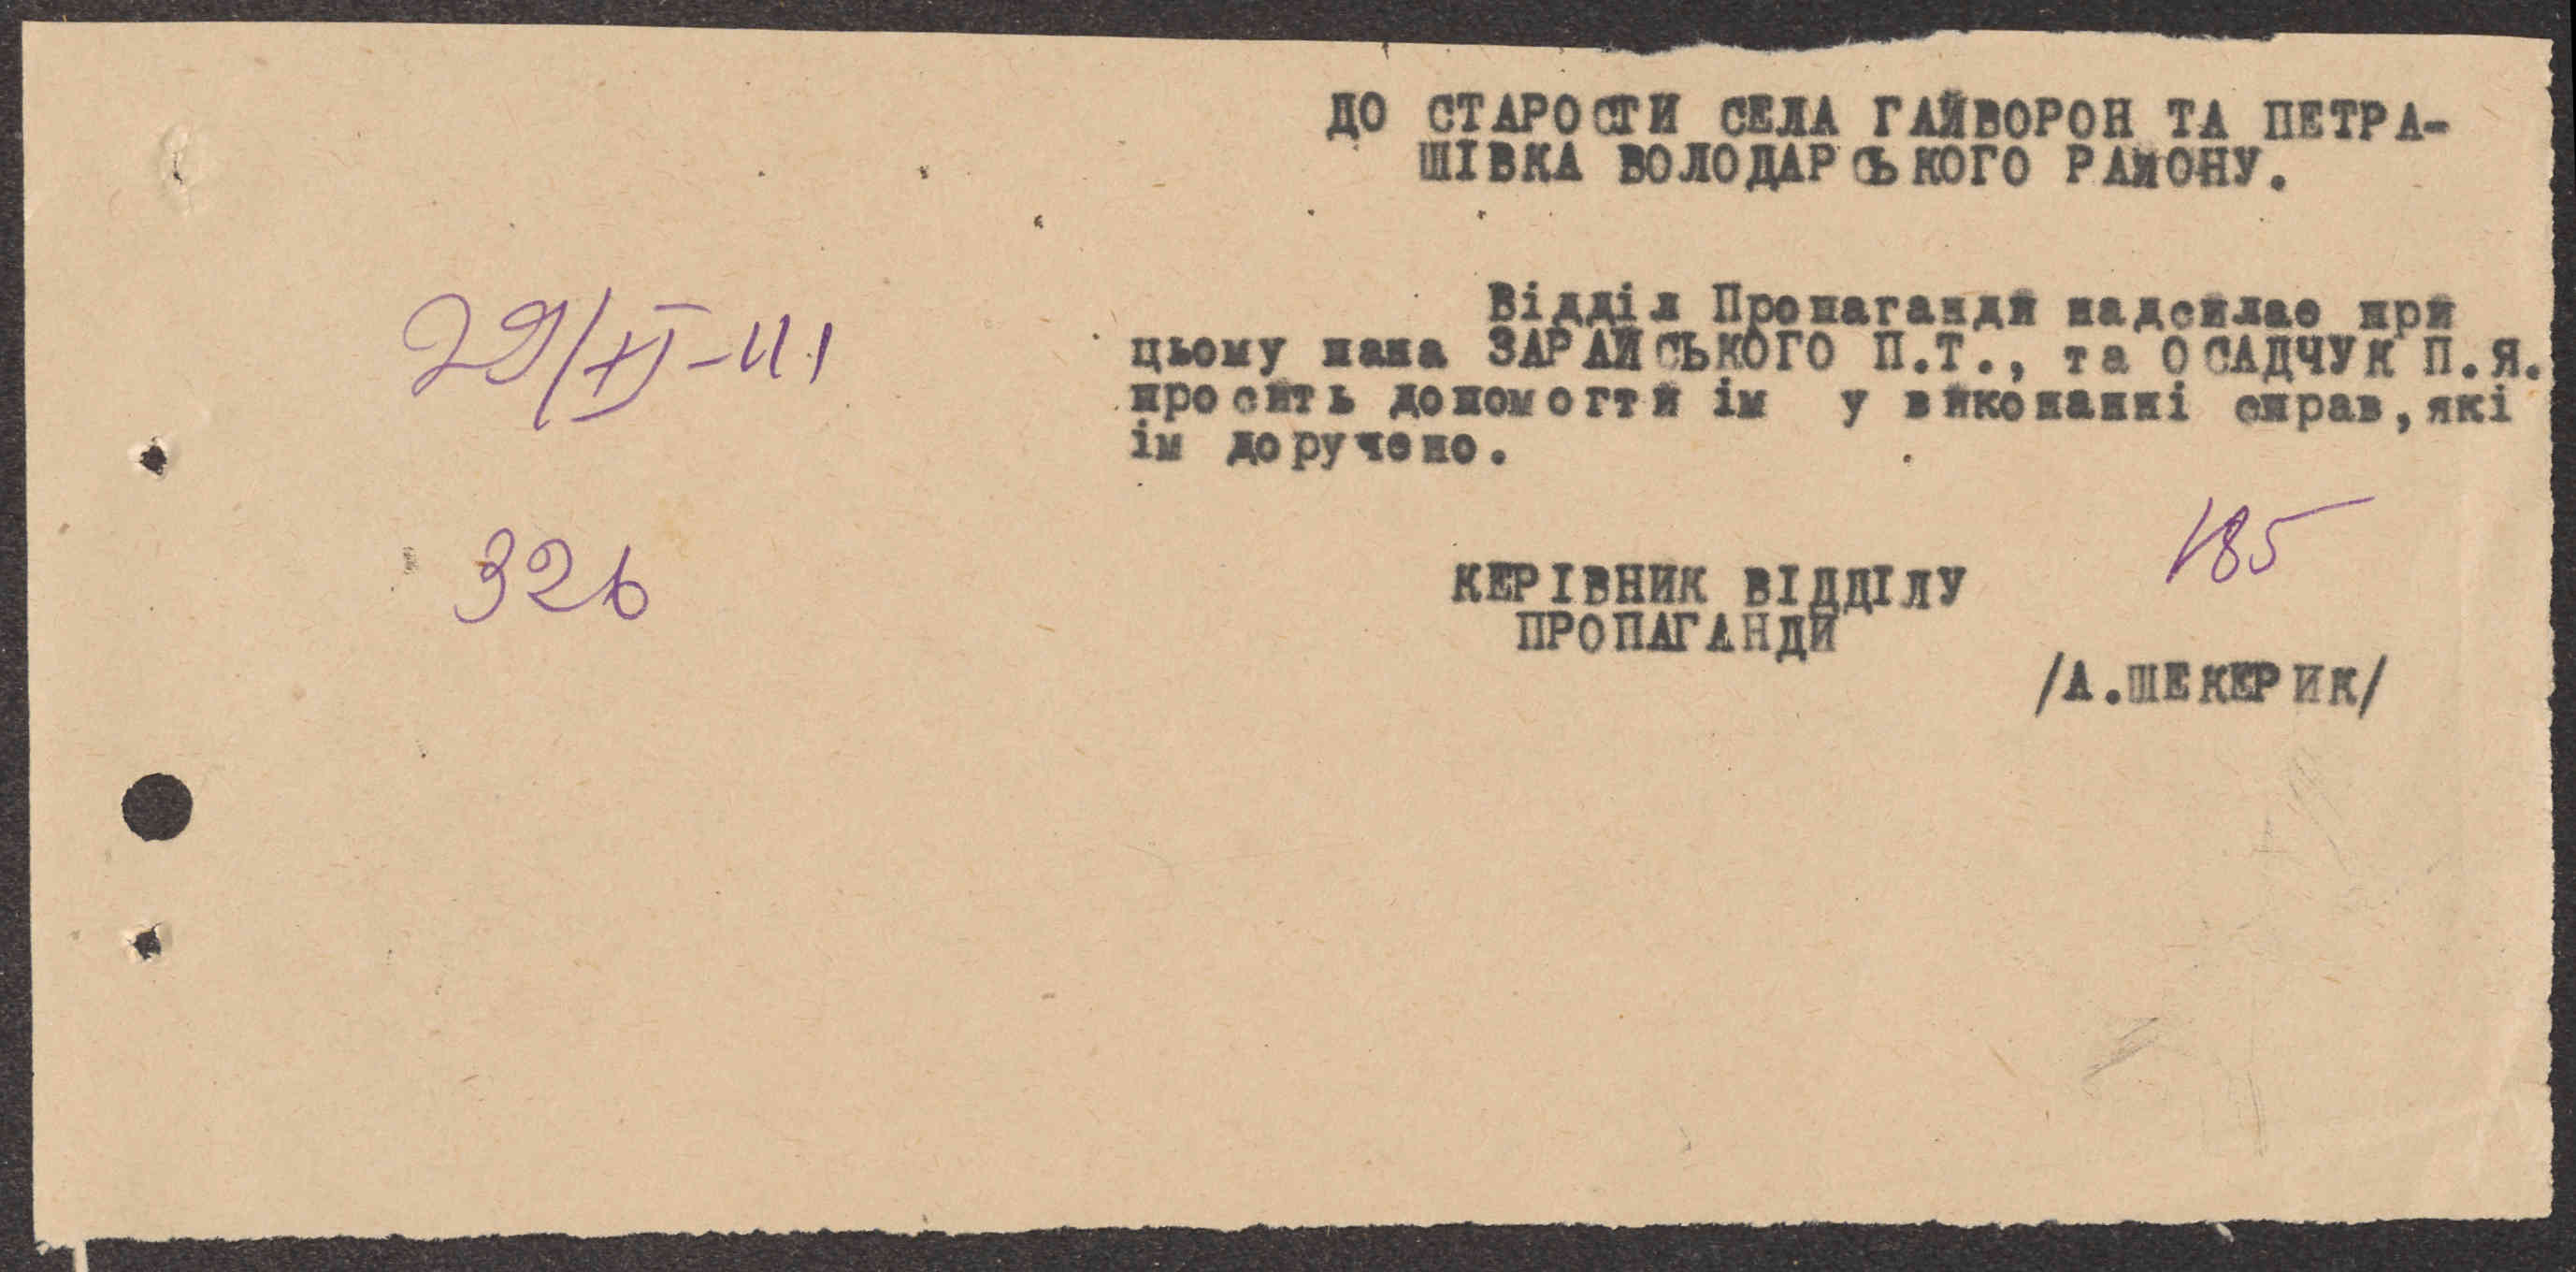 ДО СТАРОСТИ СЕЛА ГАЙВОРОН ТА ПЕТРА-
ШІВКА ВОЛОДАРСЬКОГО РАЙОНУ.
29/XI-41
Відділ Пропаганди надсилає при
цьому пана ЗАРАЙСЬКОГО П.Т., та ОСАДЧУК П.Я.
просить допомогти ім у виконанні справ,які
ім доручено.
185
326
КЕРІВНИК ВІДДІЛУ
ПРОПАГАНДИ
/А.ШЕКЕРИК/